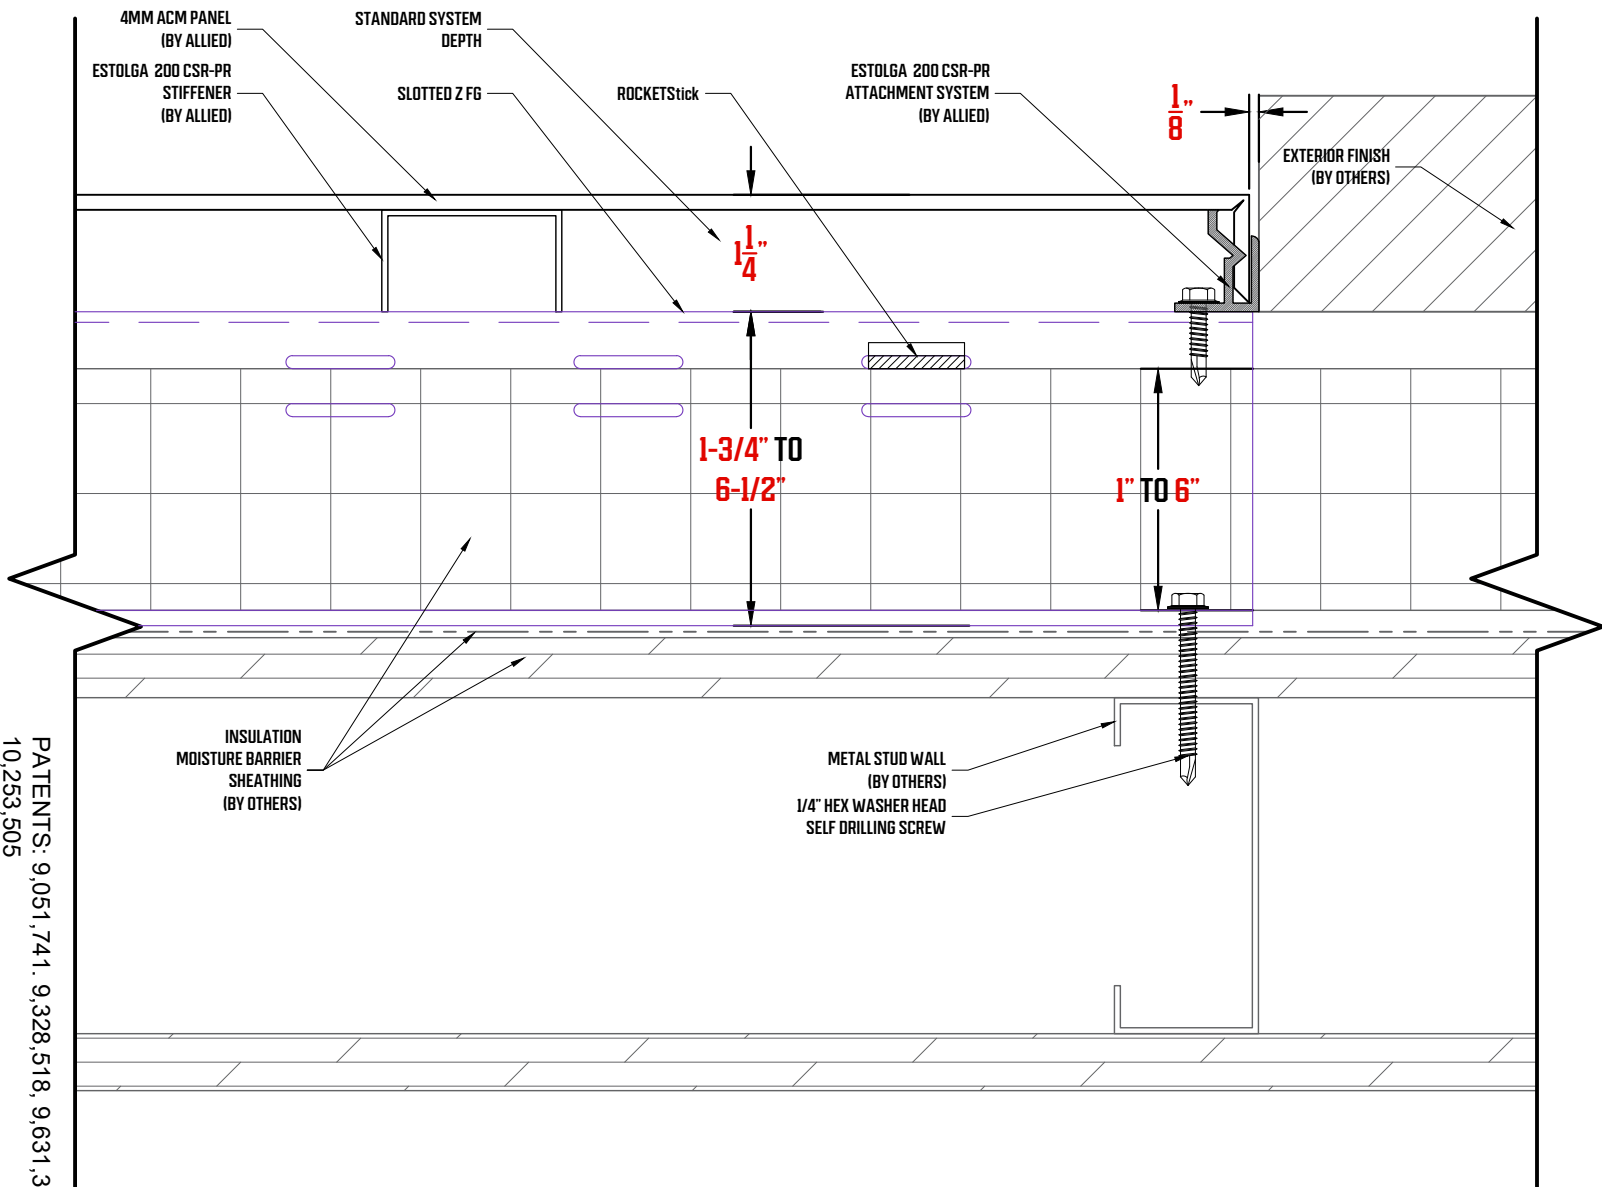 4MM ACM PANEL
(BY ALLIED)
ESTOLGA 200 CSR-PR
STIFFENER
(BY ALLIED)
STANDARD SYSTEM
DEPTH
SLOTTED Z FG
ROCKETStick
ESTOLGA 200 CSR-PR
ATTACHMENT SYSTEM
(BY ALLIED)
1/8"
EXTERIOR FINISH
(BY OTHERS)
1 1/4"
1-3/4" TO
6-1/2"
1" TO 6"
INSULATION
MOISTURE BARRIER
SHEATHING
(BY OTHERS)
METAL STUD WALL
(BY OTHERS)
1/4" HEX WASHER HEAD
SELF DRILLING SCREW
PATENTS: 9,051,741. 9,328,518, 9,631,3
10,253,505